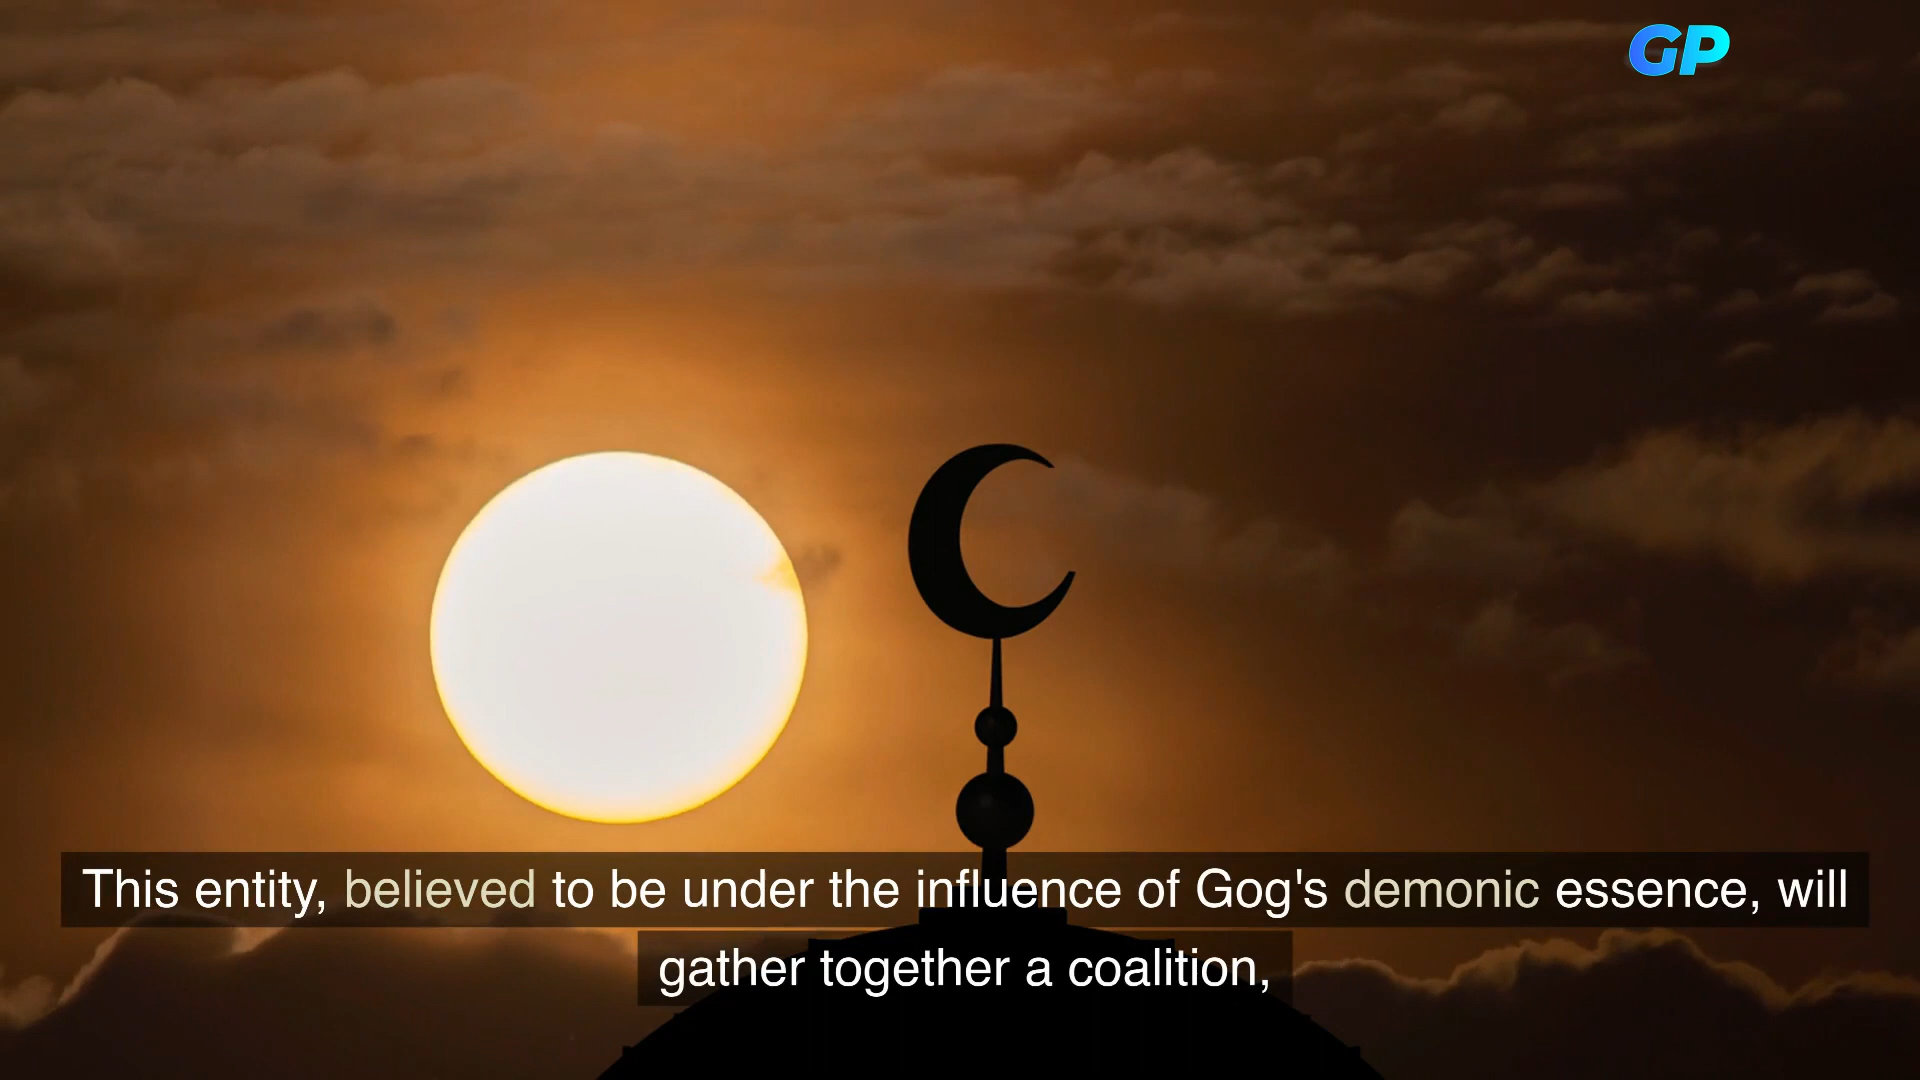 GP
This entity, believed to be under the influence of Gog's demonic essence, will
gather together a coalition,